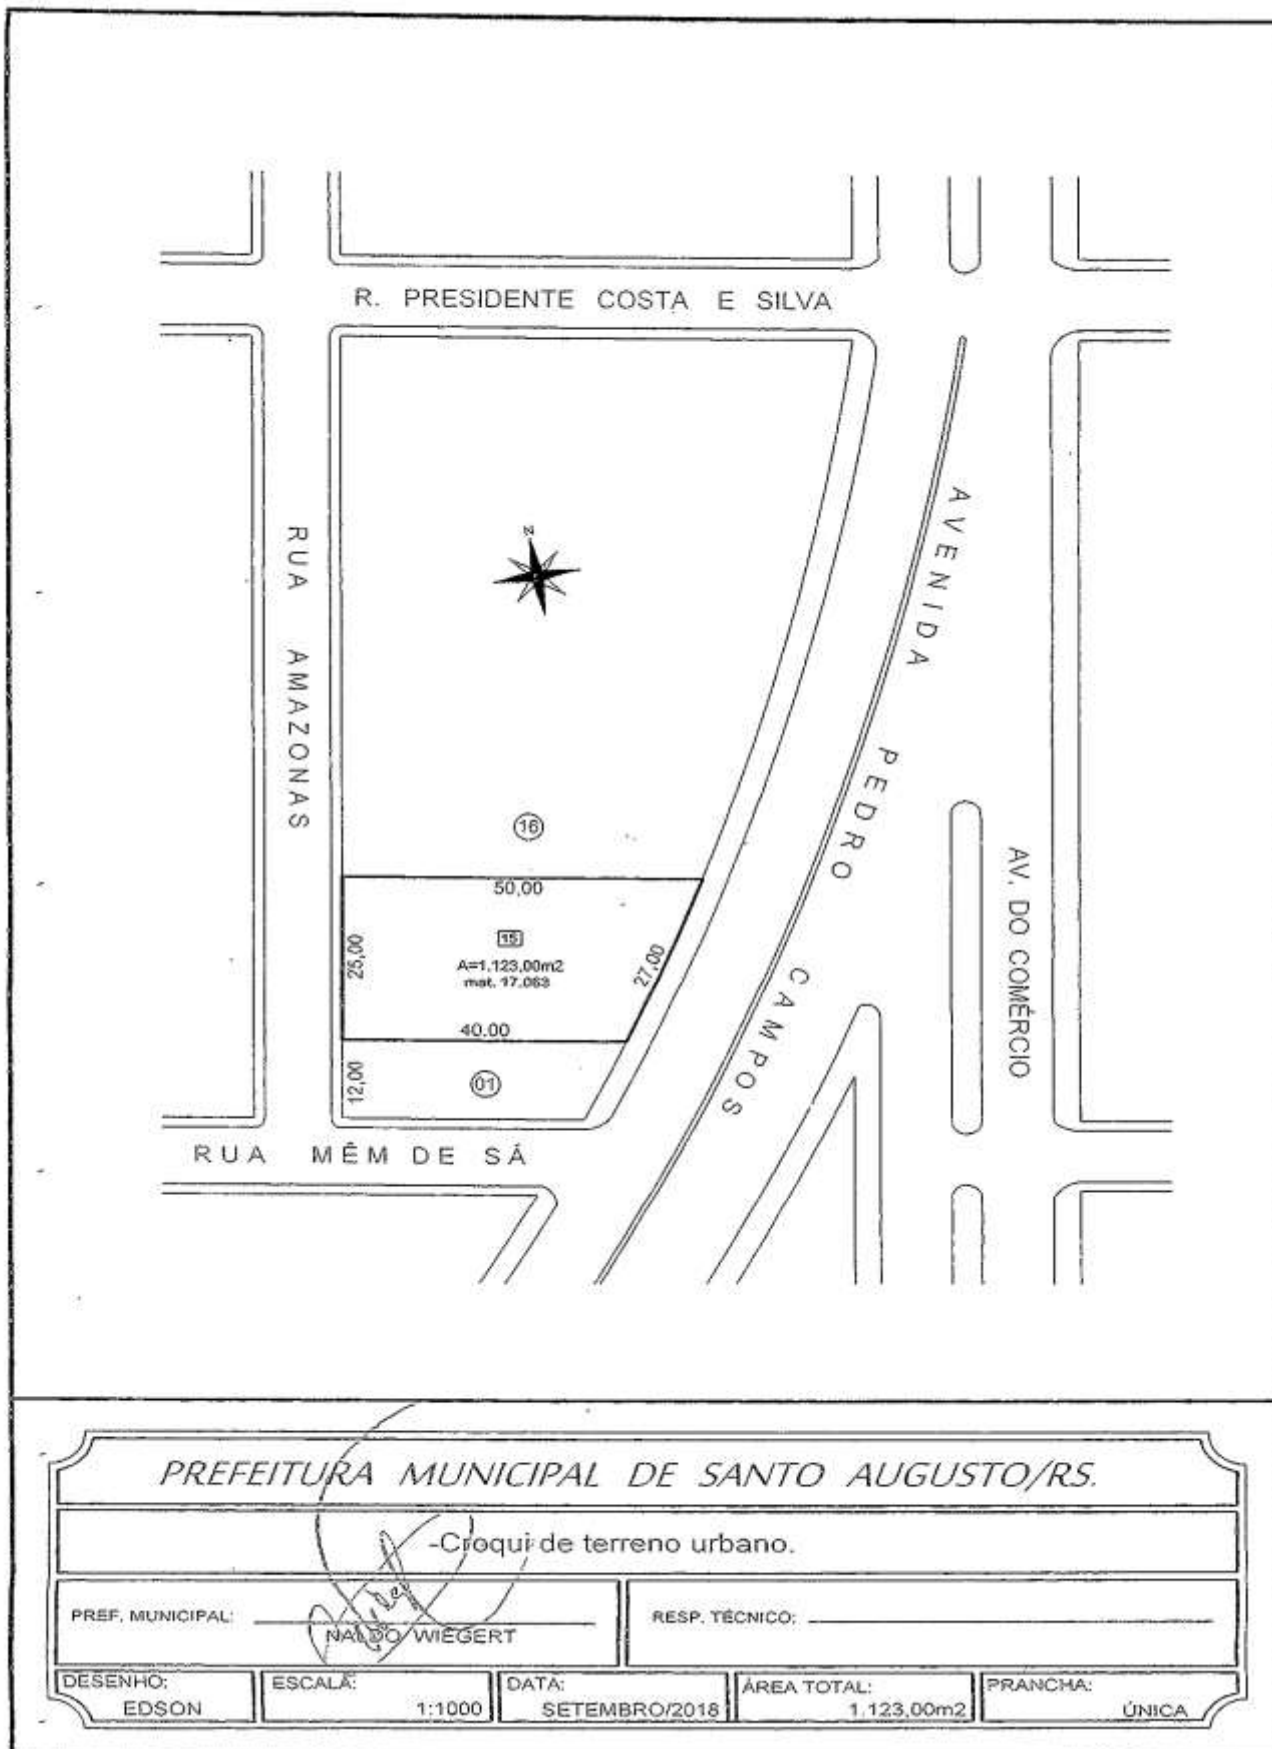 R. PRESIDENTE COSTA E SILVA
RUA AMAZONAS
N
AVENIDA PEDRO CAMPOS
AV. DO COMÉRCIO
16
50,00
15
A=1.123,00m2
mat. 17.063
25,00
27,00
40.00
12,00
01
RUA MÊM DE SÁ
PREFEITURA MUNICIPAL DE SANTO AUGUSTO/RS.
-Croqui de terreno urbano.
PREF. MUNICIPAL:
NALDO WIEGERT
RESP. TÉCNICO:
DESENHO:
EDSON
ESCALA:
1:1000
DATA:
SETEMBRO/2018
ÁREA TOTAL:
1.123,00m2
PRANCHA:
ÚNICA